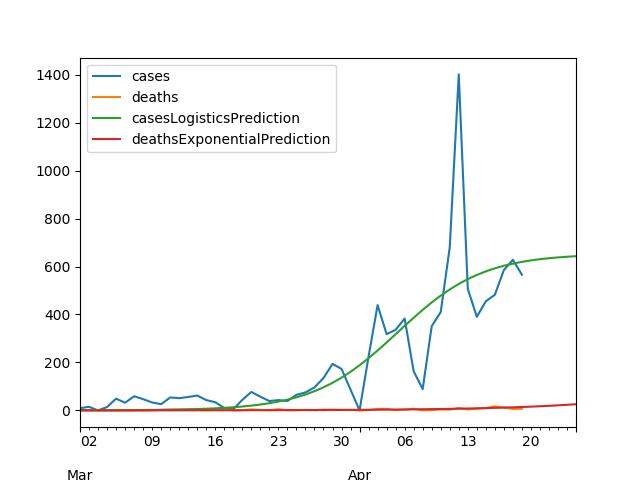 cases
deaths
casesLogisticsPrediction
deathsExponentialPrediction
1400
1200
1000
800
600
400
200
0
02 09 16 23 30 06 13 20
Mar Apr